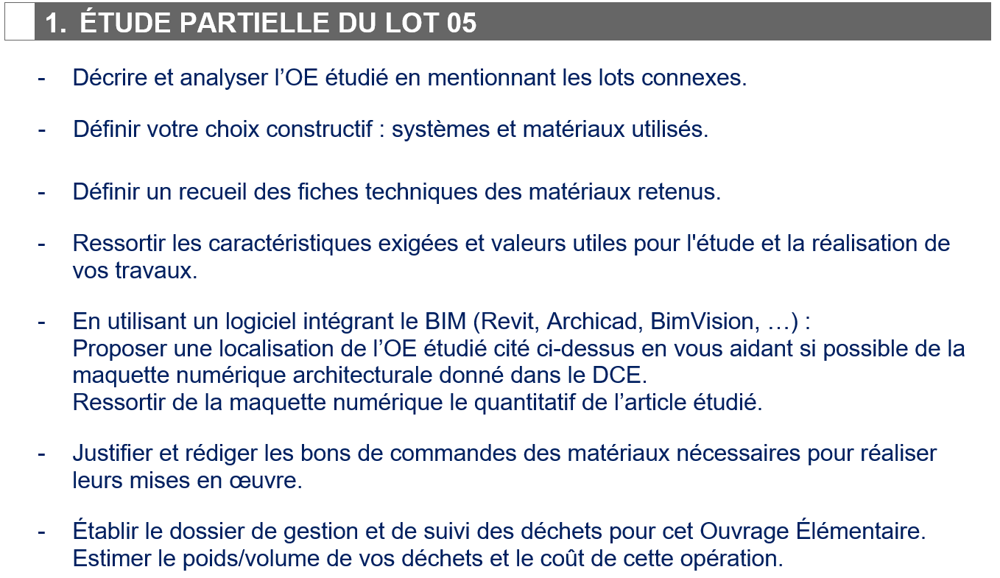 1. ÉTUDE PARTIELLE DU LOT 05
- Décrire et analyser l’OE étudié en mentionnant les lots connexes.
- Définir votre choix constructif : systèmes et matériaux utilisés.
- Définir un recueil des fiches techniques des matériaux retenus.
- Ressortir les caractéristiques exigées et valeurs utiles pour l'étude et la réalisation de
vos travaux.
- En utilisant un logiciel intégrant le BIM (Revit, Archicad, BimVision, …) :
Proposer une localisation de l’OE étudié cité ci-dessus en vous aidant si possible de la
maquette numérique architecturale donné dans le DCE.
Ressortir de la maquette numérique le quantitatif de l’article étudié.
- Justifier et rédiger les bons de commandes des matériaux nécessaires pour réaliser
leurs mises en œuvre.
- Établir le dossier de gestion et de suivi des déchets pour cet Ouvrage Élémentaire.
Estimer le poids/volume de vos déchets et le coût de cette opération.